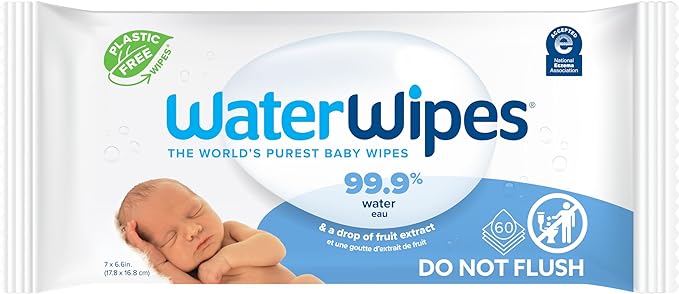 PLASTIC
FREE
WIPES*
ACCEPTED
e
National
Eczema
Association
WaterWipes®
THE WORLD'S PUREST BABY WIPES
99.9%
water
eau
& a drop of fruit extract
et une goutte d'extrait de fruit
60
7 x 6.6in.
(17.8 x 16.8 cm)
DO NOT FLUSH